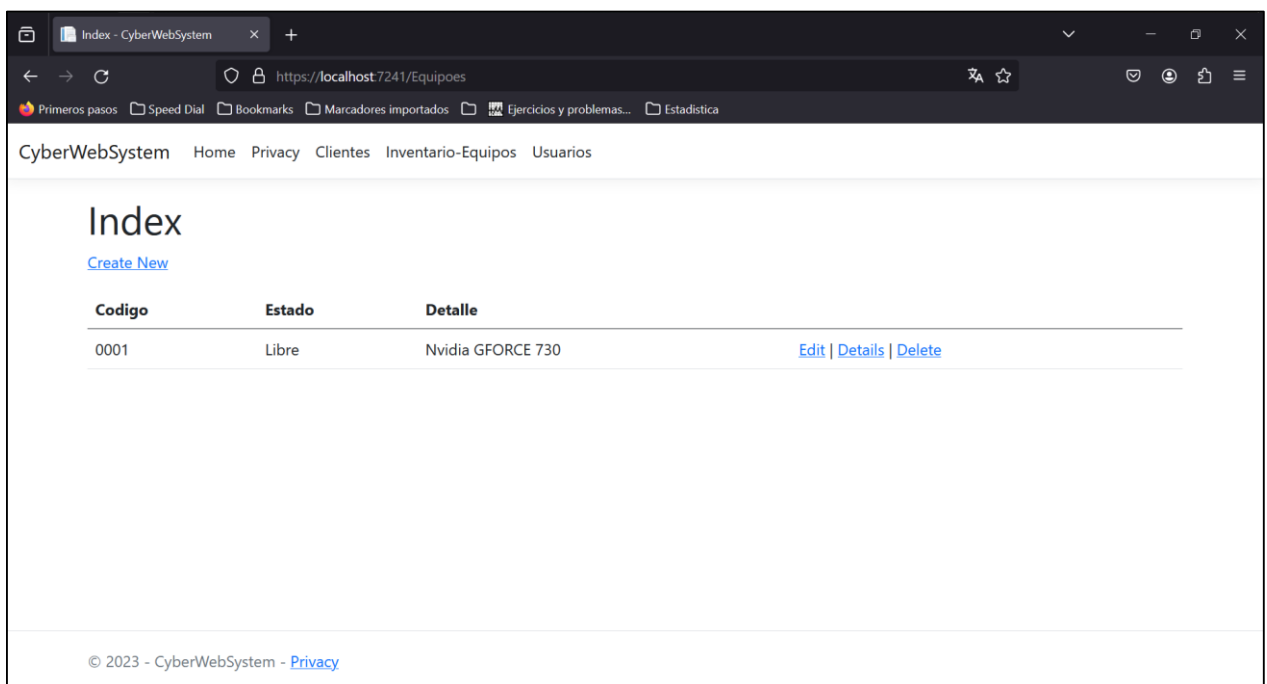 Index - CyberWebSystem
https://localhost:7241/Equipoes
Primeros pasos Speed Dial Bookmarks Marcadores importados Ejercicios y problemas... Estadistica
CyberWebSystem Home Privacy Clientes Inventario-Equipos Usuarios
Index
Create New
Codigo Estado Detalle
0001 Libre Nvidia GFORCE 730 Edit | Details | Delete
© 2023 - CyberWebSystem - Privacy